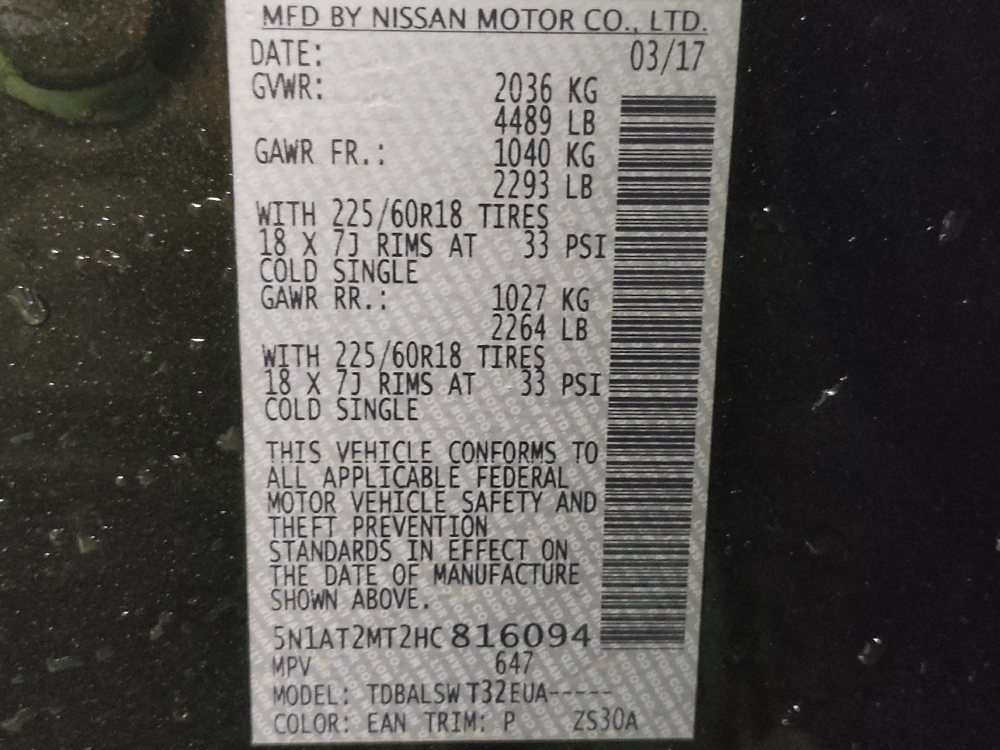 MFD BY NISSAN MOTOR CO., LTD.
DATE: 03/17
GVWR: 2036 KG
4489 LB
GAWR FR.: 1040 KG
2293 LB
WITH 225/60R18 TIRES
18 X 7J RIMS AT 33 PSI
COLD SINGLE
GAWR RR.: 1027 KG
2264 LB
WITH 225/60R18 TIRES
18 X 7J RIMS AT 33 PSI
COLD SINGLE
THIS VEHICLE CONFORMS TO
ALL APPLICABLE FEDERAL
MOTOR VEHICLE SAFETY AND
THEFT PREVENTION
STANDARDS IN EFFECT ON
THE DATE OF MANUFACTURE
SHOWN ABOVE.
5N1AT2MT2HC816094
MPV 647
MODEL: TDBALSWT32EUA-----
COLOR: EAN TRIM: P ZS30A